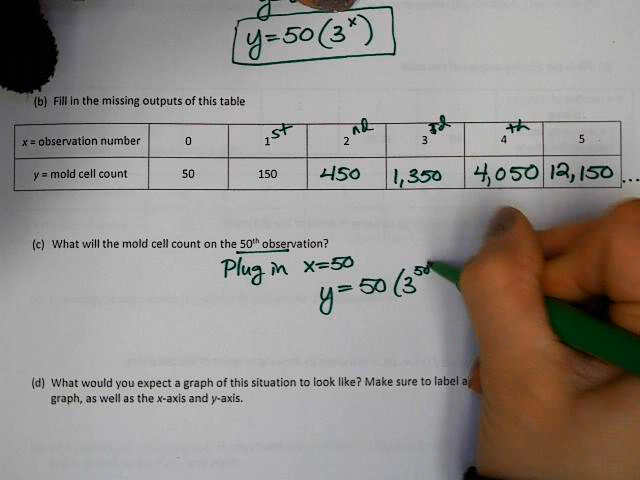 y=50(3ˣ)
(b) Fill in the missing outputs of this table
x = observation number 0 1st 2nd 3rd 4th 5
y = mold cell count 50 150 450 1,350 4,050 12,150 ...
(c) What will the mold cell count on the 50th observation?
Plug in x=50
y = 50 (3⁵⁰
(d) What would you expect a graph of this situation to look like? Make sure to label a
graph, as well as the x-axis and y-axis.